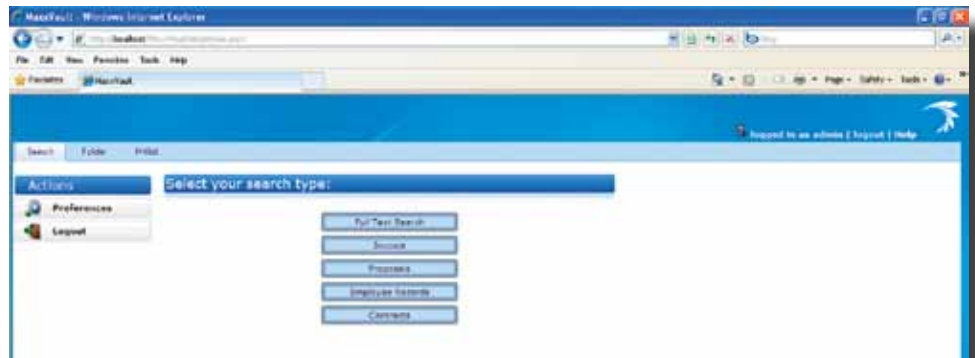 MaxxVault - Windows Internet Explorer
File Edit View Favorites Tools Help
Favorites MaxxVault
Page Safety Tools
logged in as admin | logout | Help
Search Folder
Actions
Select your search type:
Preferences
Logout
Full Text Search
Invoice
Proposals
Employee Records
Contracts